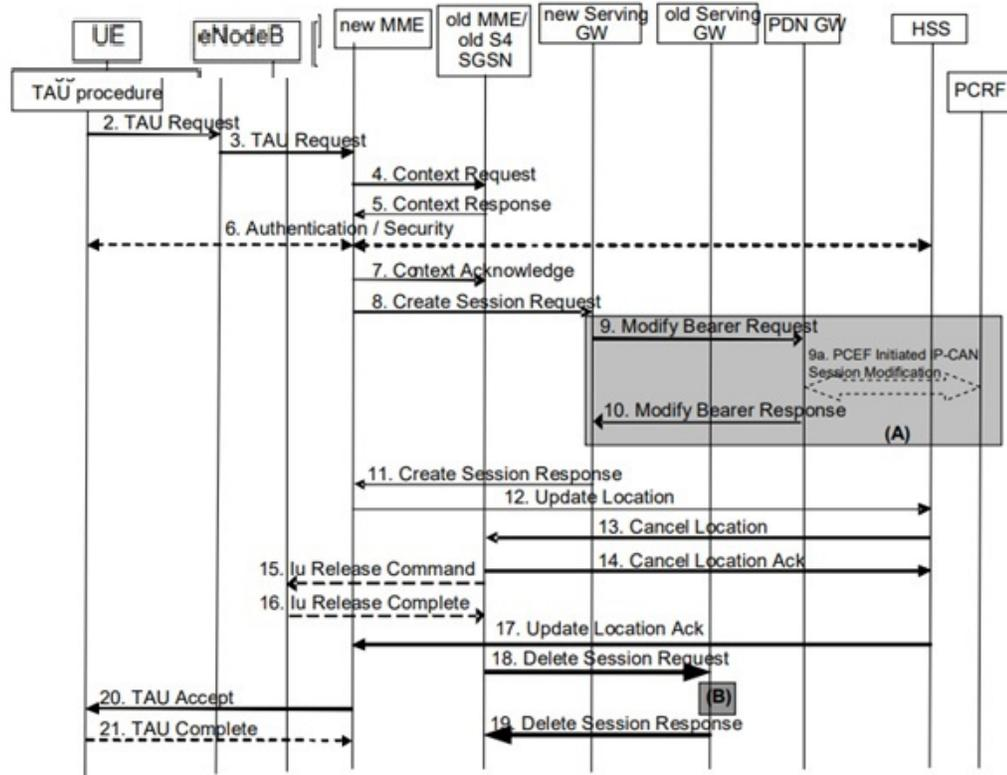 UE
eNodeB
new MME
old MME/
old S4
SGSN
new Serving
GW
old Serving
GW
PDN GW
HSS
PCRF
TAU procedure
2. TAU Request
3. TAU Request
4. Context Request
5. Context Response
6. Authentication / Security
7. Context Acknowledge
8. Create Session Request
9. Modify Bearer Request
9a. PCEF Initiated IP-CAN
Session Modification
10. Modify Bearer Response
(A)
11. Create Session Response
12. Update Location
13. Cancel Location
14. Cancel Location Ack
15. Iu Release Command
16. Iu Release Complete
17. Update Location Ack
18. Delete Session Request
(B)
19. Delete Session Response
20. TAU Accept
21. TAU Complete